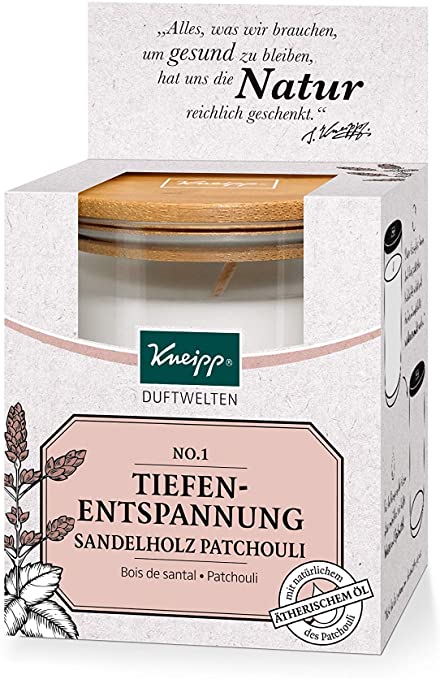 „Alles, was wir brauchen,
um gesund zu bleiben,
hat uns die Natur
reichlich geschenkt.“
Kneipp
Kneipp®
DUFTWELTEN
NO.1
TIEFEN-
ENTSPANNUNG
SANDELHOLZ PATCHOULI
Bois de santal • Patchouli
mit natürlichem
ÄTHERISCHEM ÖL
des Patchouli